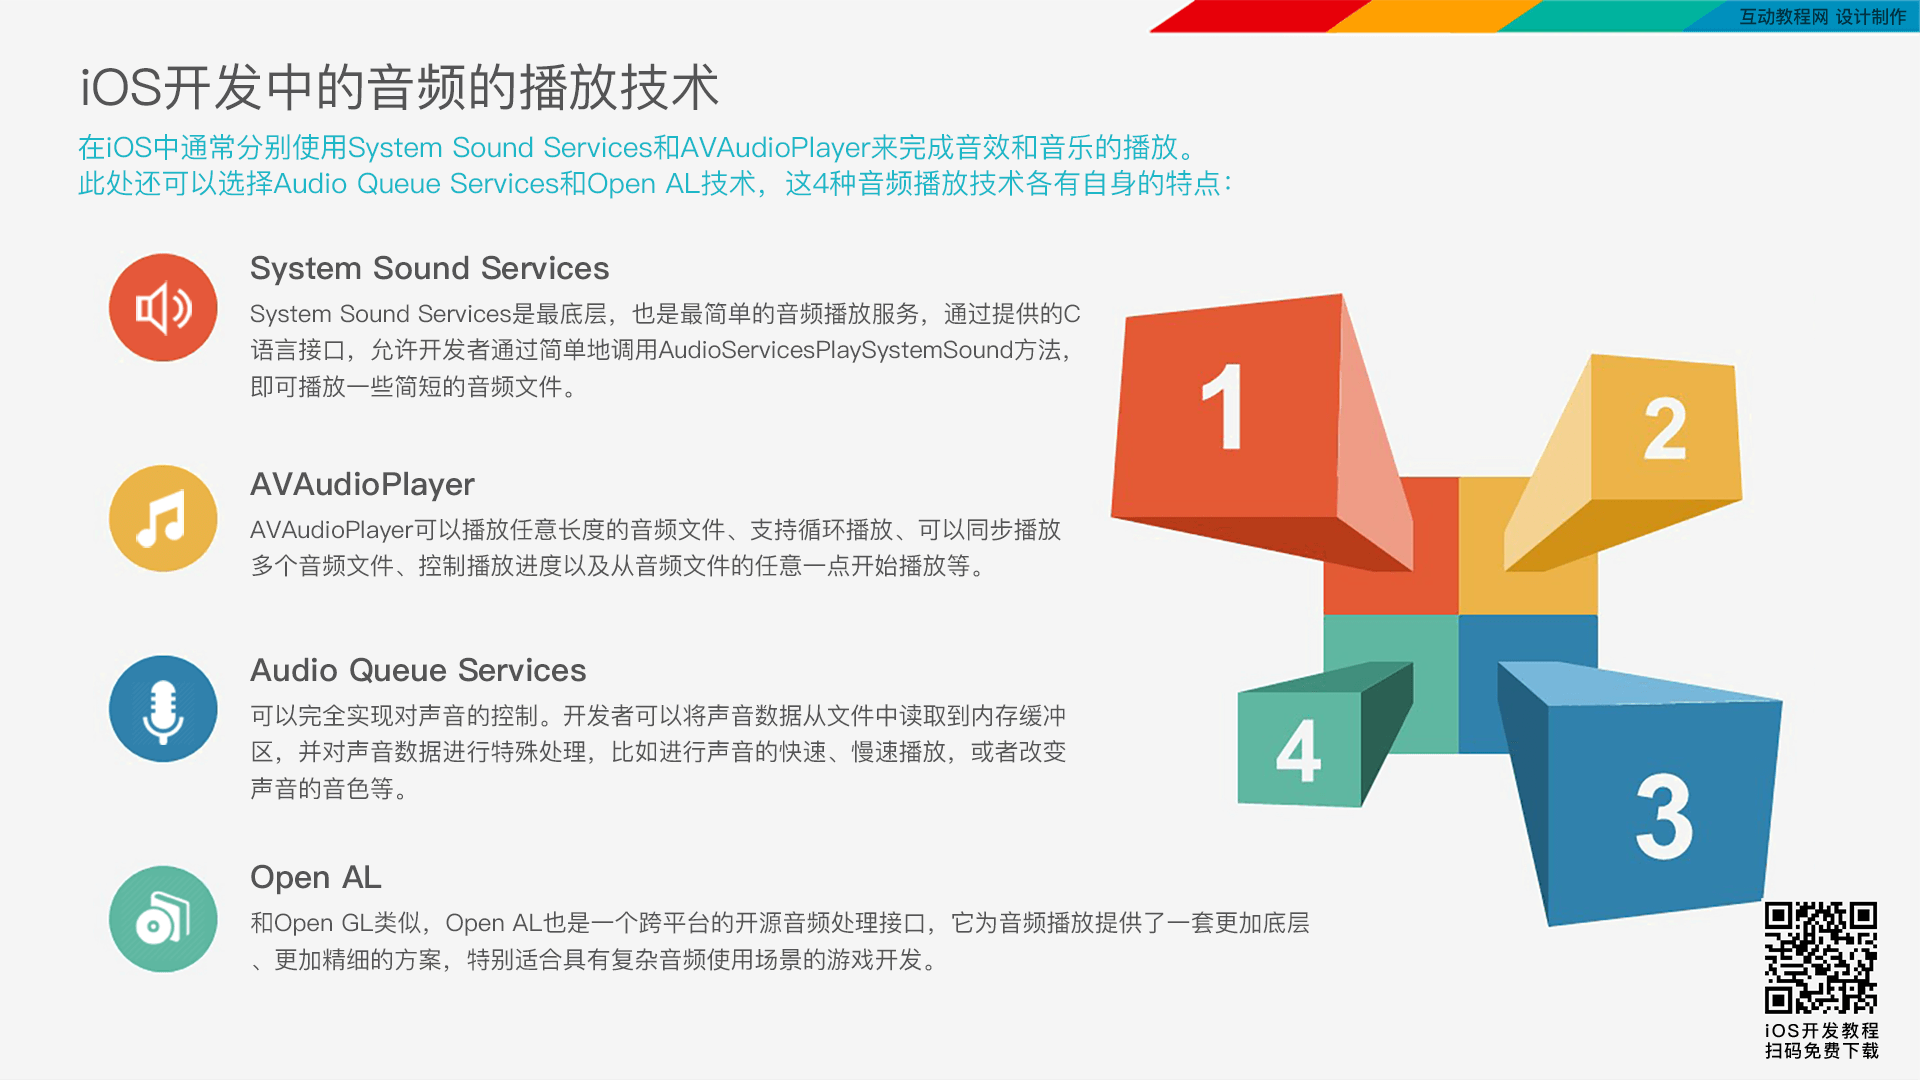 互动教程网 设计制作
iOS开发中的音频的播放技术
在iOS中通常分别使用System Sound Services和AVAudioPlayer来完成音效和音乐的播放。
此处还可以选择Audio Queue Services和Open AL技术，这4种音频播放技术各有自身的特点：
System Sound Services
System Sound Services是最底层，也是最简单的音频播放服务，通过提供的C
语言接口，允许开发者通过简单地调用AudioServicesPlaySystemSound方法，
即可播放一些简短的音频文件。
AVAudioPlayer
AVAudioPlayer可以播放任意长度的音频文件、支持循环播放、可以同步播放
多个音频文件、控制播放进度以及从音频文件的任意一点开始播放等。
Audio Queue Services
可以完全实现对声音的控制。开发者可以将声音数据从文件中读取到内存缓冲
区，并对声音数据进行特殊处理，比如进行声音的快速、慢速播放，或者改变
声音的音色等。
Open AL
和Open GL类似，Open AL也是一个跨平台的开源音频处理接口，它为音频播放提供了一套更加底层
、更加精细的方案，特别适合具有复杂音频使用场景的游戏开发。
1
2
4
3
iOS开发教程
扫码免费下载